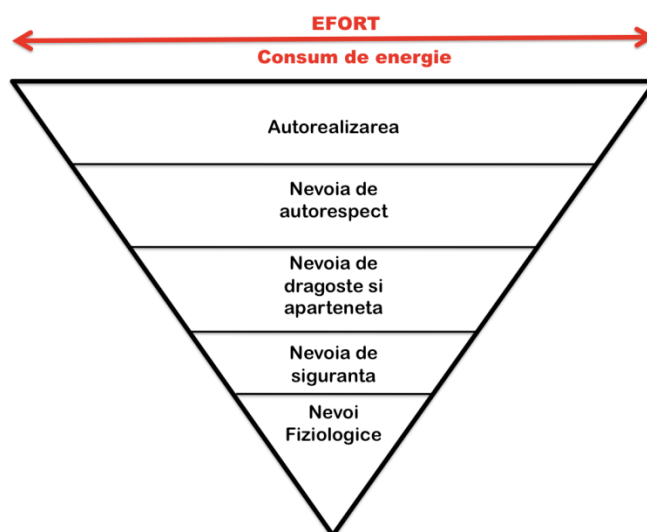 EFORT
Consum de energie
Autorealizarea
Nevoia de
autorespect
Nevoia de
dragoste si
aparteneta
Nevoia de
siguranta
Nevoi
Fiziologice